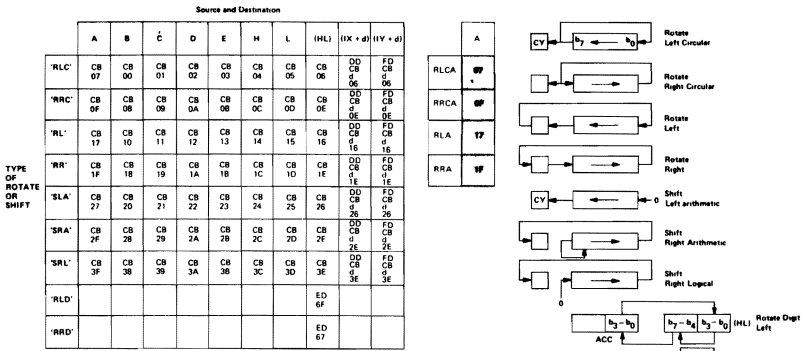 Source and Destination
A B C D E H L (HL) (IX + d) (IY + d)
'RLC' CB 07 CB 00 CB 01 CB 02 CB 03 CB 04 CB 05 CB 06 DD CB d 06 FD CB d 06
'RRC' CB 0F CB 08 CB 09 CB 0A CB 0B CB 0C CB 0D CB 0E DD CB d 0E FD CB d 0E
'RL' CB 17 CB 10 CB 11 CB 12 CB 13 CB 14 CB 15 CB 16 DD CB d 16 FD CB d 16
'RR' CB 1F CB 18 CB 19 CB 1A CB 1B CB 1C CB 1D CB 1E DD CB d 1E FD CB d 1E
'SLA' CB 27 CB 20 CB 21 CB 22 CB 23 CB 24 CB 25 CB 26 DD CB d 26 FD CB d 26
'SRA' CB 2F CB 28 CB 29 CB 2A CB 2B CB 2C CB 2D CB 2E DD CB d 2E FD CB d 2E
'SRL' CB 3F CB 38 CB 39 CB 3A CB 3B CB 3C CB 3D CB 3E DD CB d 3E FD CB d 3E
'RLD' ED 6F
'RRD' ED 67
TYPE
OF
ROTATE
OR
SHIFT
A
RLCA 07
RRCA 0F
RLA 17
RRA 1F
CY b7 b0 Rotate
Left Circular
Rotate
Right Circular
Rotate
Left
Rotate
Right
CY 0 Shift
Left arithmetic
Shift
Right Arithmetic
Shift
Right Logical
0
b3 – b0 b7 – b4 b3 – b0 (HL) Rotate Digit
Left
ACC